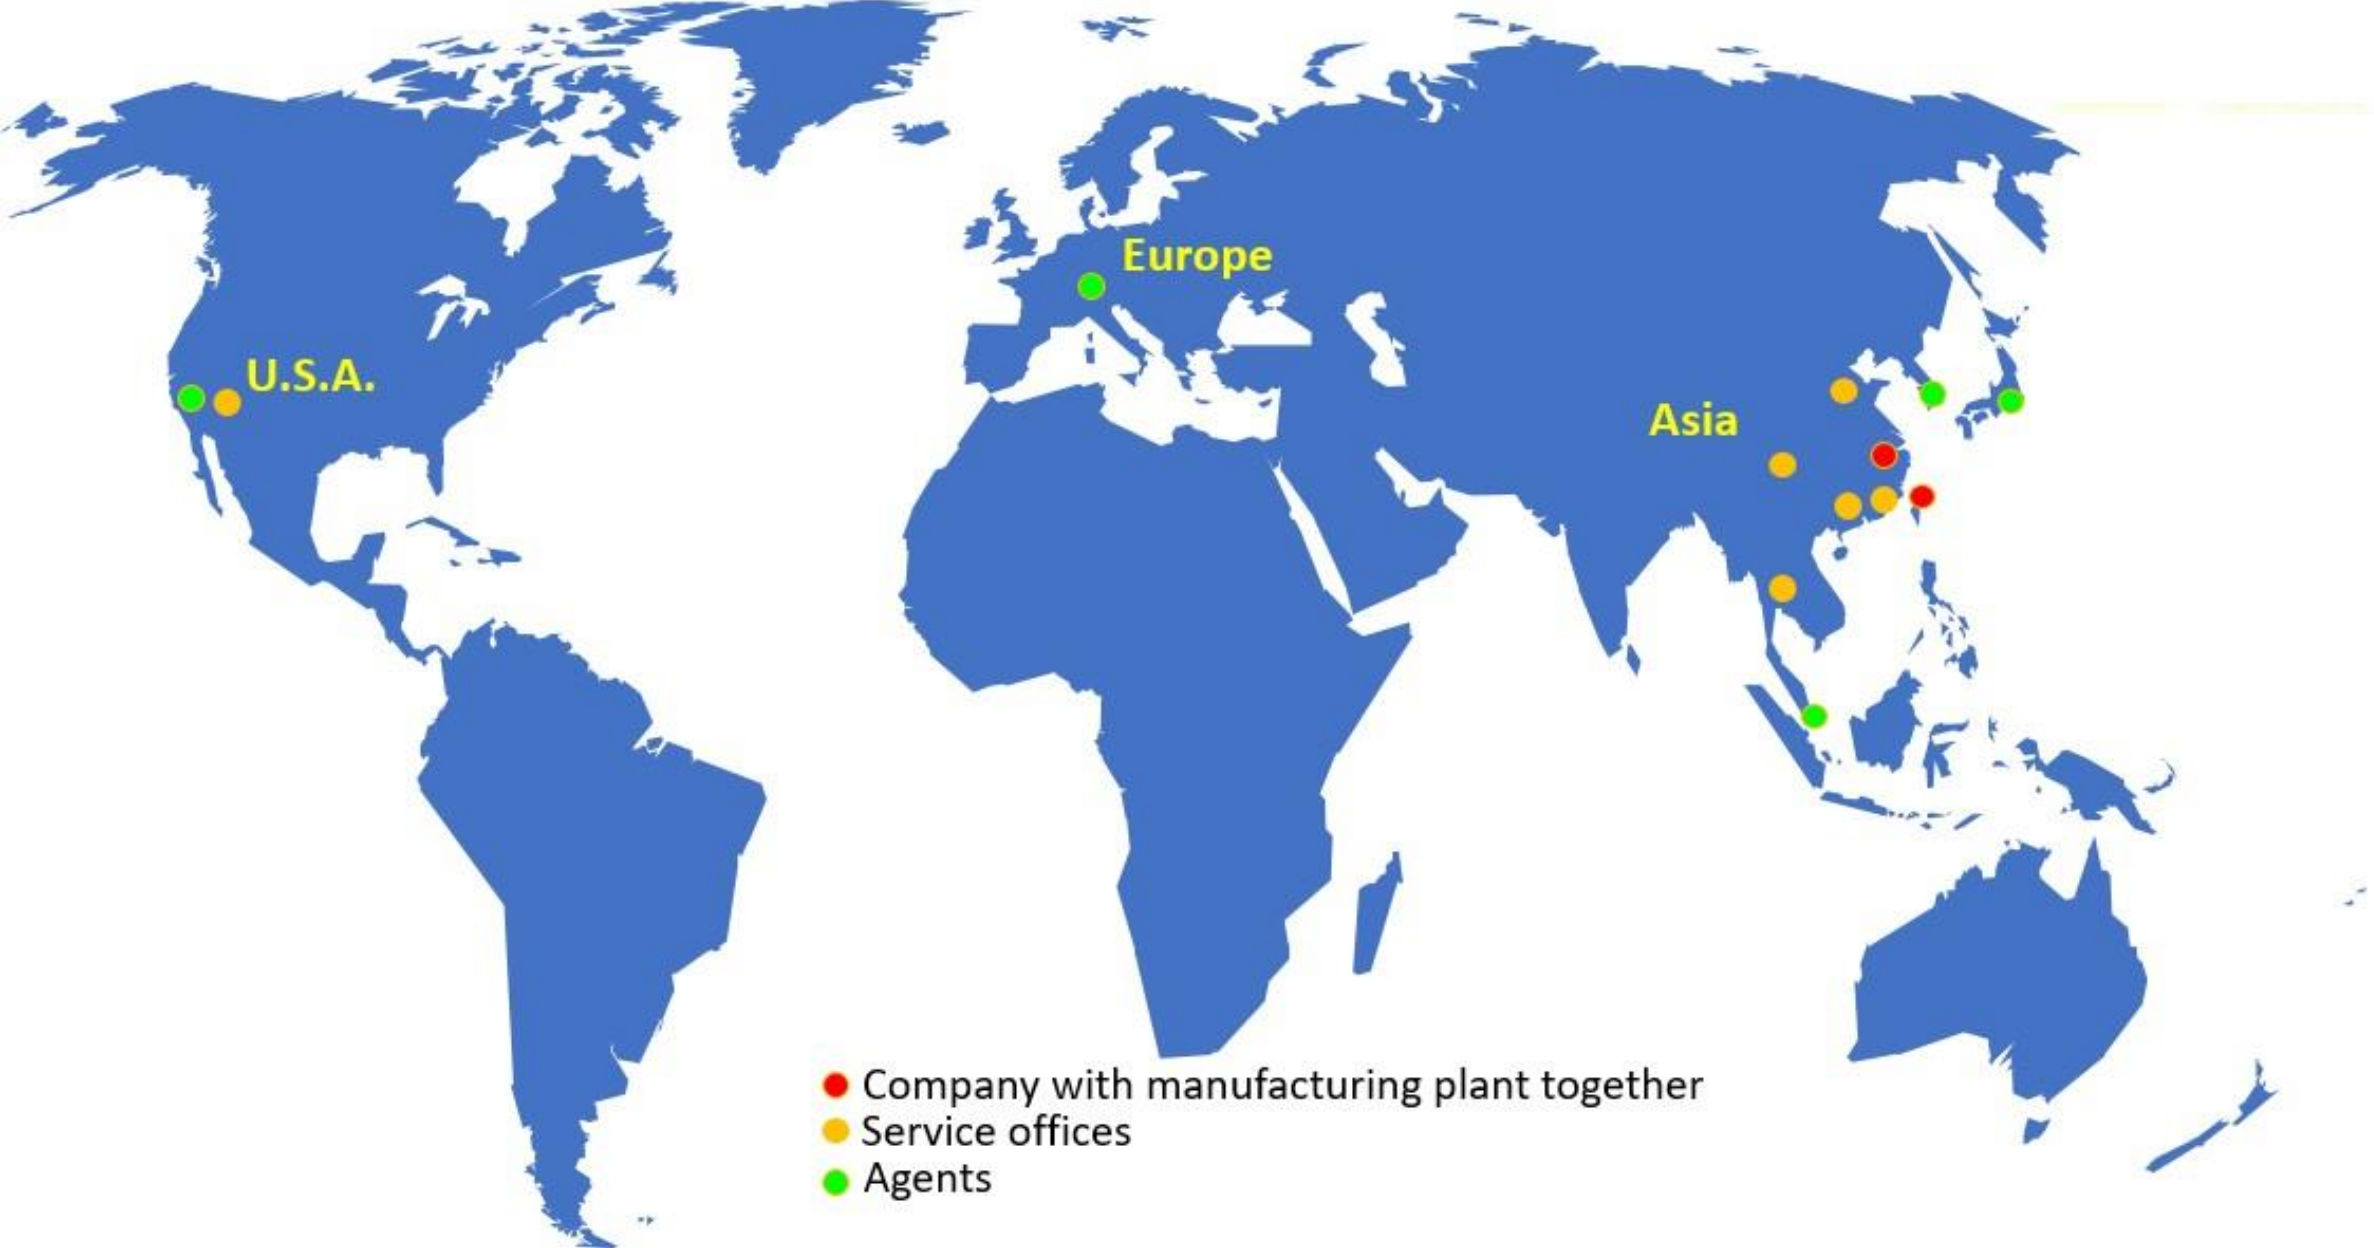 Europe
U.S.A.
Asia
Company with manufacturing plant together
Service offices
Agents